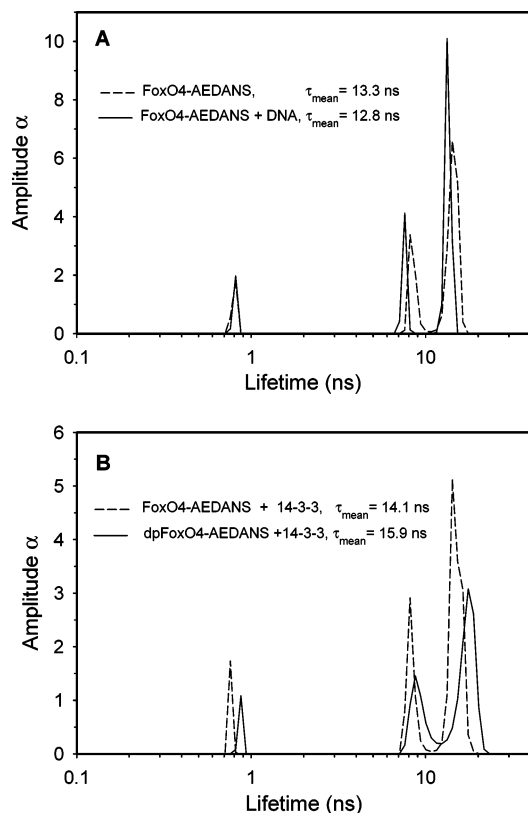 A
FoxO4-AEDANS, τmean = 13.3 ns
FoxO4-AEDANS + DNA, τmean = 12.8 ns
Amplitude α
10
8
6
4
2
0
0.1 1 10
Lifetime (ns)
B
FoxO4-AEDANS + 14-3-3, τmean = 14.1 ns
dpFoxO4-AEDANS +14-3-3, τmean = 15.9 ns
Amplitude α
6
5
4
3
2
1
0
0.1 1 10
Lifetime (ns)